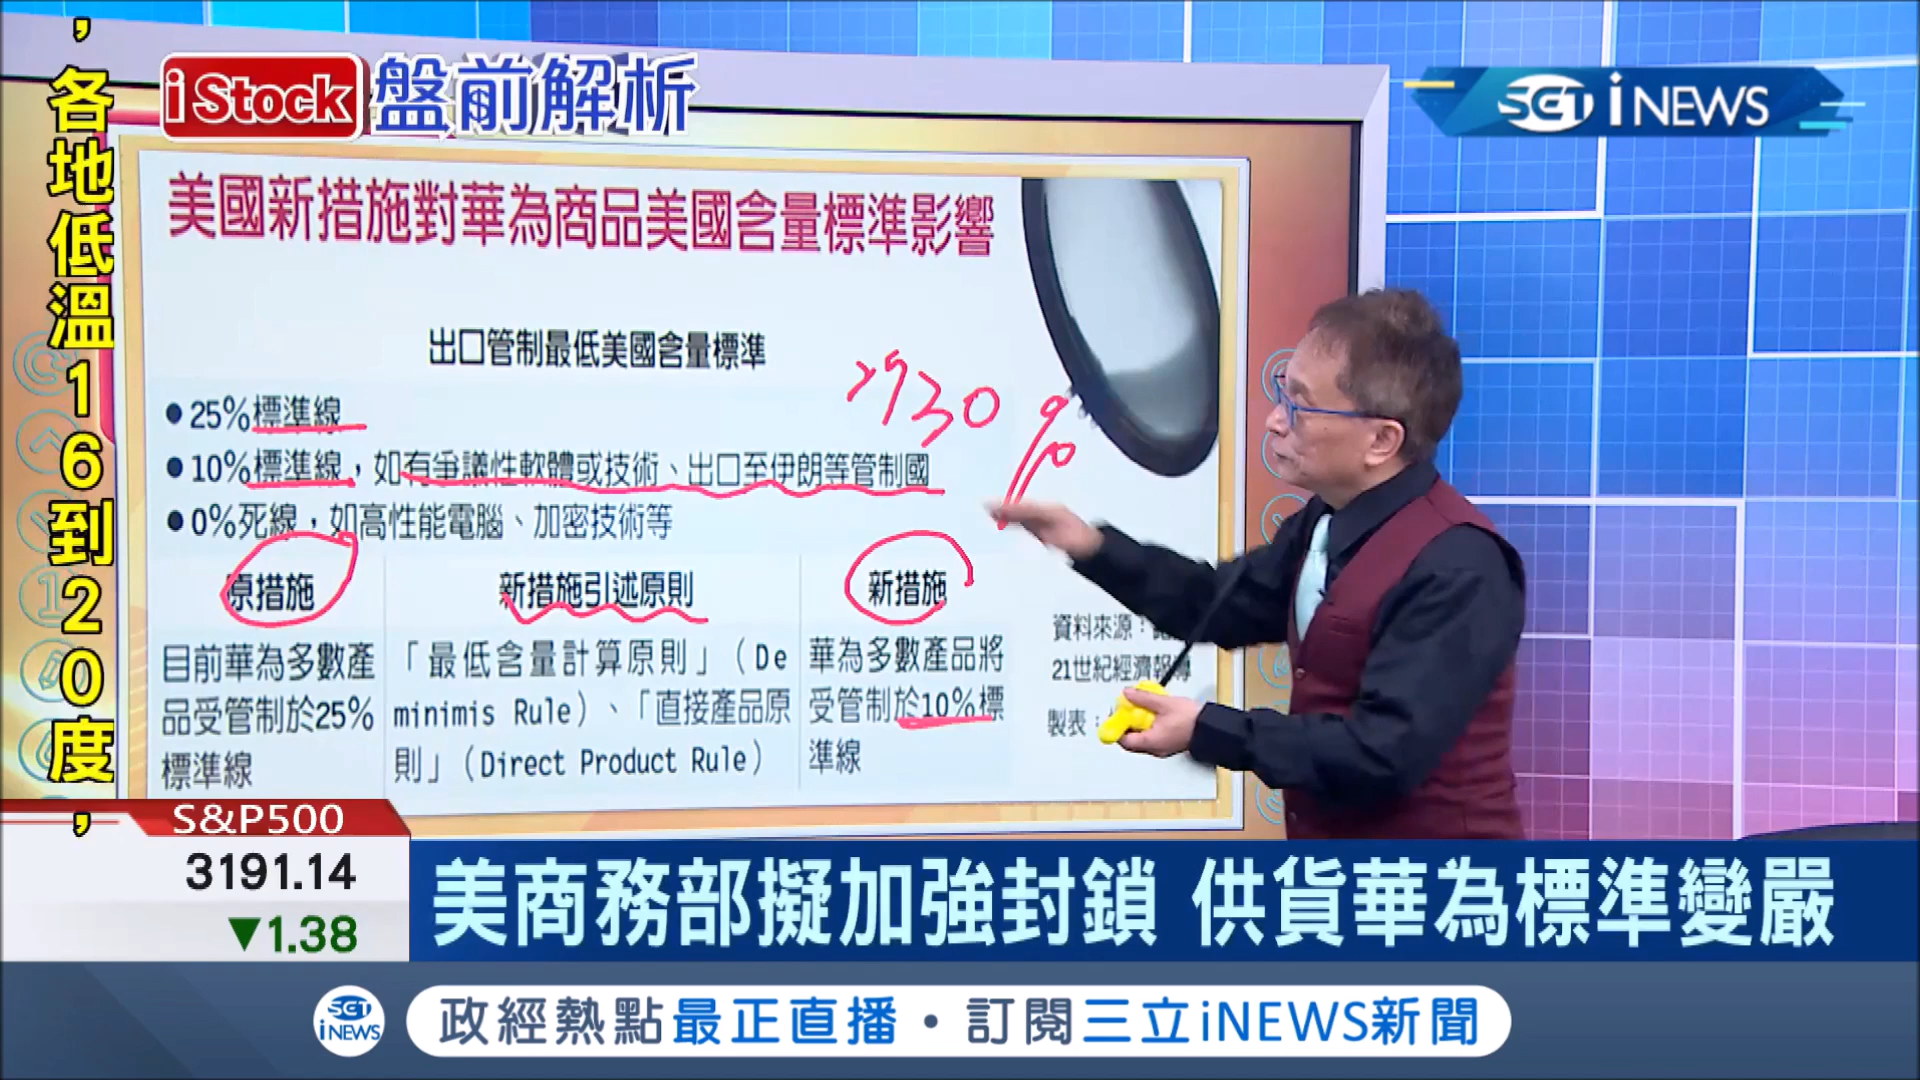 ，各地低溫16到20度，
iStock 盤前解析
SET iNEWS
美國新措施對華為商品美國含量標準影響
出口管制最低美國含量標準
●25%標準線
●10%標準線，如有爭議性軟體或技術、出口至伊朗等管制國
●0%死線，如高性能電腦、加密技術等
30%
原措施
目前華為多數產
品受管制於25%
標準線
新措施引述原則
「最低含量計算原則」（De
minimis Rule）、「直接產品原
則」（Direct Product Rule）
新措施
華為多數產品將
受管制於10%標
準線
資料來源：
21世紀經濟報導
製表：
S&P500
3191.14
▼1.38
美商務部擬加強封鎖 供貨華為標準變嚴
SET iNEWS
政經熱點最正直播・訂閱三立iNEWS新聞